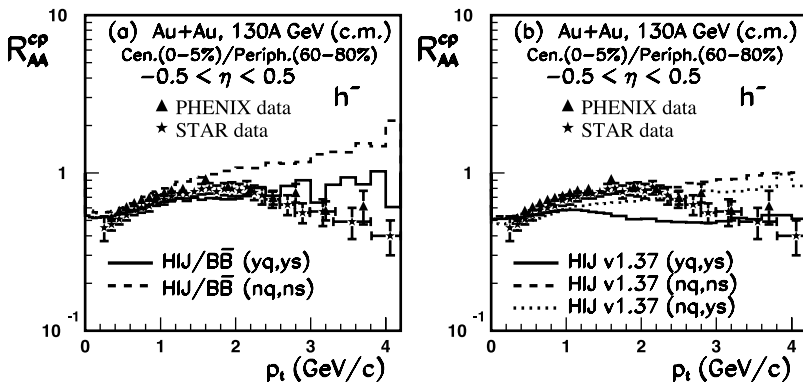 (a) Au+Au, 130A GeV (c.m.)
Cen.(0–5%)/Periph.(60–80%)
−0.5 < η < 0.5
h⁻
▲ PHENIX data
★ STAR data
HIJ/BB̅ (yq,ys)
HIJ/BB̅ (nq,ns)
R_AA^cp
10
1
10⁻¹
0 1 2 3 4
p_t (GeV/c)
(b) Au+Au, 130A GeV (c.m.)
Cen.(0–5%)/Periph.(60–80%)
−0.5 < η < 0.5
h⁻
▲ PHENIX data
★ STAR data
HIJ v1.37 (yq,ys)
HIJ v1.37 (nq,ns)
HIJ v1.37 (nq,ys)
R_AA^cp
10
1
10⁻¹
0 1 2 3 4
p_t (GeV/c)